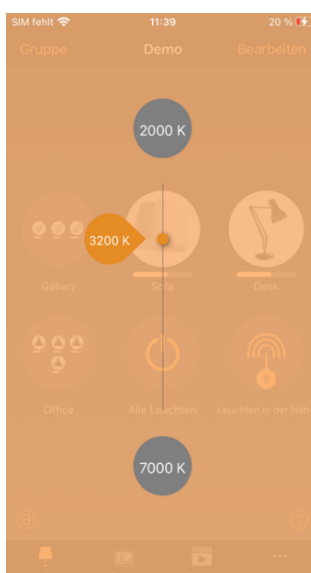 SIM fehlt 11:39 20 %
Gruppe Demo Bearbeiten
2000 K
3200 K
Gallery Sofa Desk
9
Office Alle Leuchten Leuchten in der Nähe
7000 K
a ?